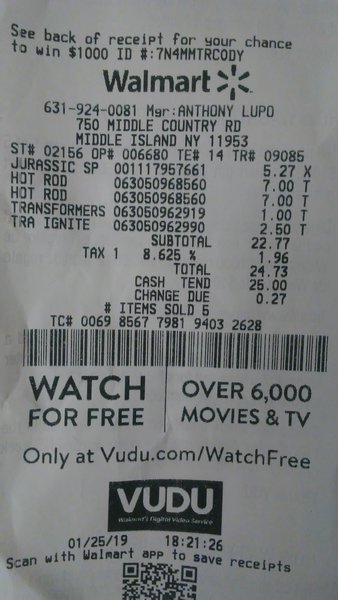 See back of receipt for your chance
to win $1000 ID #:7N4MMTRCODY
Walmart
631-924-0081 Mgr:ANTHONY LUPO
750 MIDDLE COUNTRY RD
MIDDLE ISLAND NY 11953
ST# 02156 OP# 006680 TE# 14 TR# 09085
JURASSIC SP 001117957661 5.27 X
HOT ROD 063050968560 7.00 T
HOT ROD 063050968560 7.00 T
TRANSFORMERS 063050962919 1.00 T
TRA IGNITE 063050962990 2.50 T
SUBTOTAL 22.77
TAX 1 8.625 % 1.96
TOTAL 24.73
CASH TEND 25.00
CHANGE DUE 0.27
# ITEMS SOLD 5
TC# 0069 8567 7981 9403 2628
WATCH FOR FREE
OVER 6,000 MOVIES & TV
Only at Vudu.com/WatchFree
VUDU
Walmart's Digital Video Service
01/25/19 18:21:26
Scan with Walmart app to save receipts